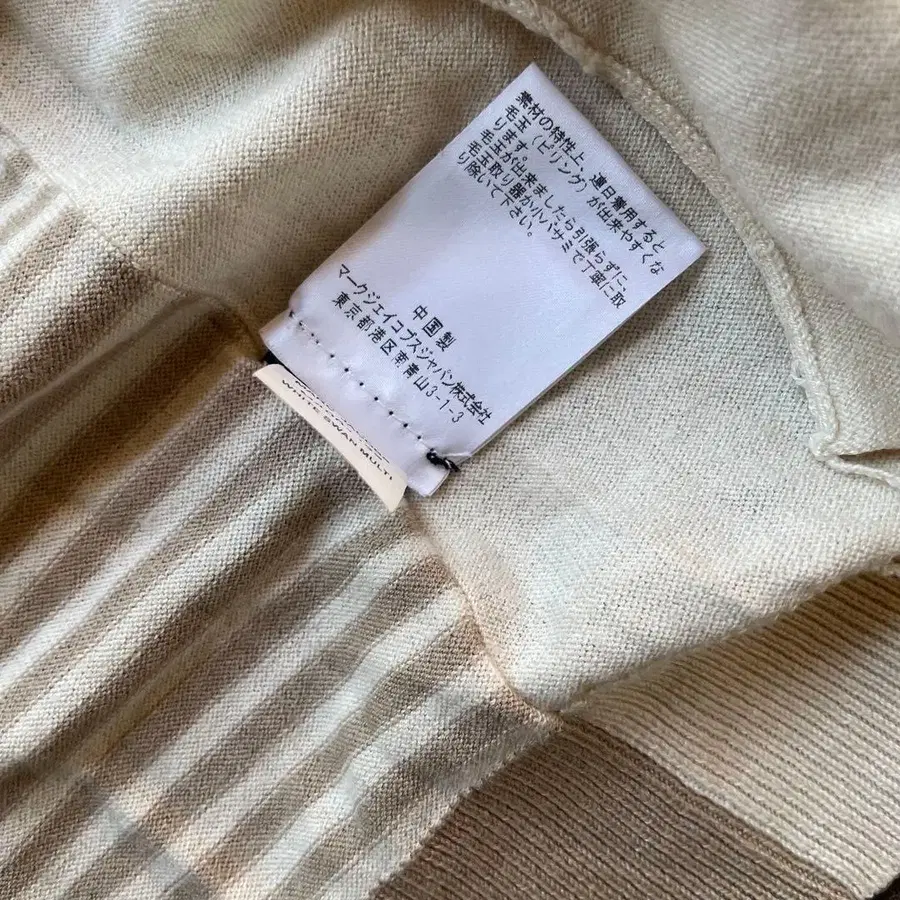 素材の特性上、適日着用すると
毛玉（ピリング）が出来やすくな
ります。
毛玉が出来ましたら引張らずに、
毛玉取り器か小バサミで丁寧に取
り除いて下さい。
中国製
マークジェイコブスジャパン株式会社
東京都港区南青山3-1-3
WHITE SWAN MULTI